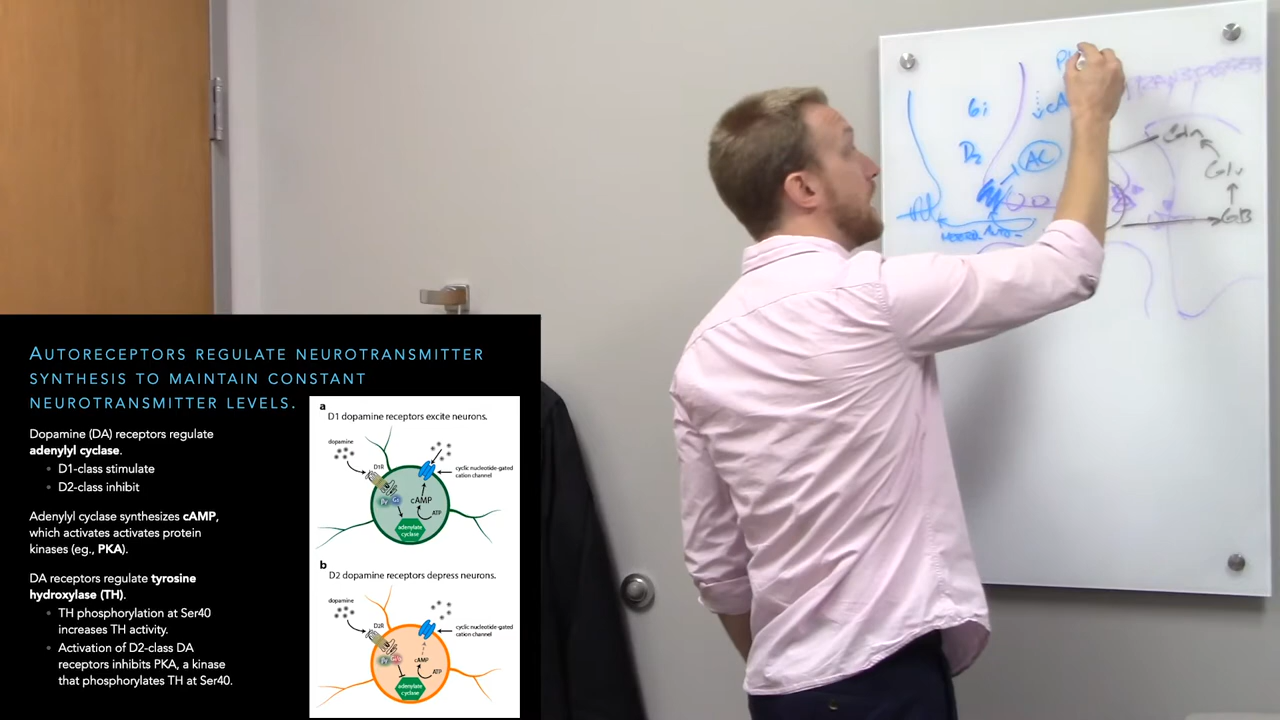 AUTORECEPTORS REGULATE NEUROTRANSMITTER
SYNTHESIS TO MAINTAIN CONSTANT
NEUROTRANSMITTER LEVELS.
Dopamine (DA) receptors regulate
adenylyl cyclase.
D1-class stimulate
D2-class inhibit
Adenylyl cyclase synthesizes cAMP,
which activates activates protein
kinases (eg., PKA).
DA receptors regulate tyrosine
hydroxylase (TH).
TH phosphorylation at Ser40
increases TH activity.
Activation of D2-class DA
receptors inhibits PKA, a kinase
that phosphorylates TH at Ser40.
a
D1 dopamine receptors excite neurons.
dopamine
D1R
cyclic nucleotide-gated
cation channel
cAMP
ATP
adenylate
cyclase
b
D2 dopamine receptors depress neurons.
dopamine
D2R
cyclic nucleotide-gated
cation channel
cAMP
ATP
adenylate
cyclase
Gi
D2
AC
Gln
Glu